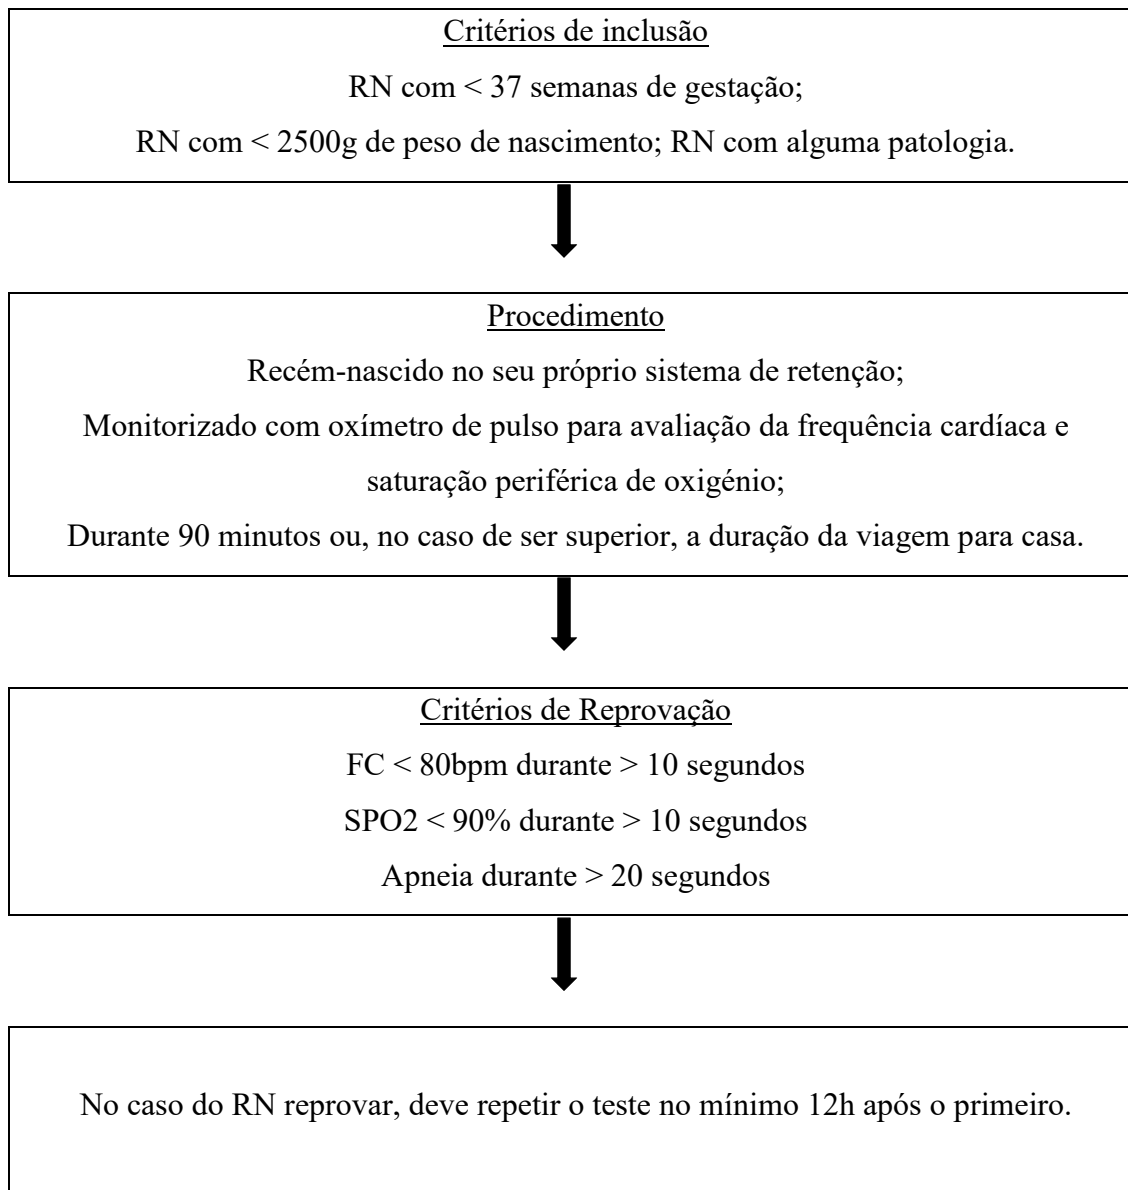 Critérios de inclusão
RN com < 37 semanas de gestação;
RN com < 2500g de peso de nascimento; RN com alguma patologia.
Procedimento
Recém-nascido no seu próprio sistema de retenção;
Monitorizado com oxímetro de pulso para avaliação da frequência cardíaca e
saturação periférica de oxigénio;
Durante 90 minutos ou, no caso de ser superior, a duração da viagem para casa.
Critérios de Reprovação
FC < 80bpm durante > 10 segundos
SPO2 < 90% durante > 10 segundos
Apneia durante > 20 segundos
No caso do RN reprovar, deve repetir o teste no mínimo 12h após o primeiro.